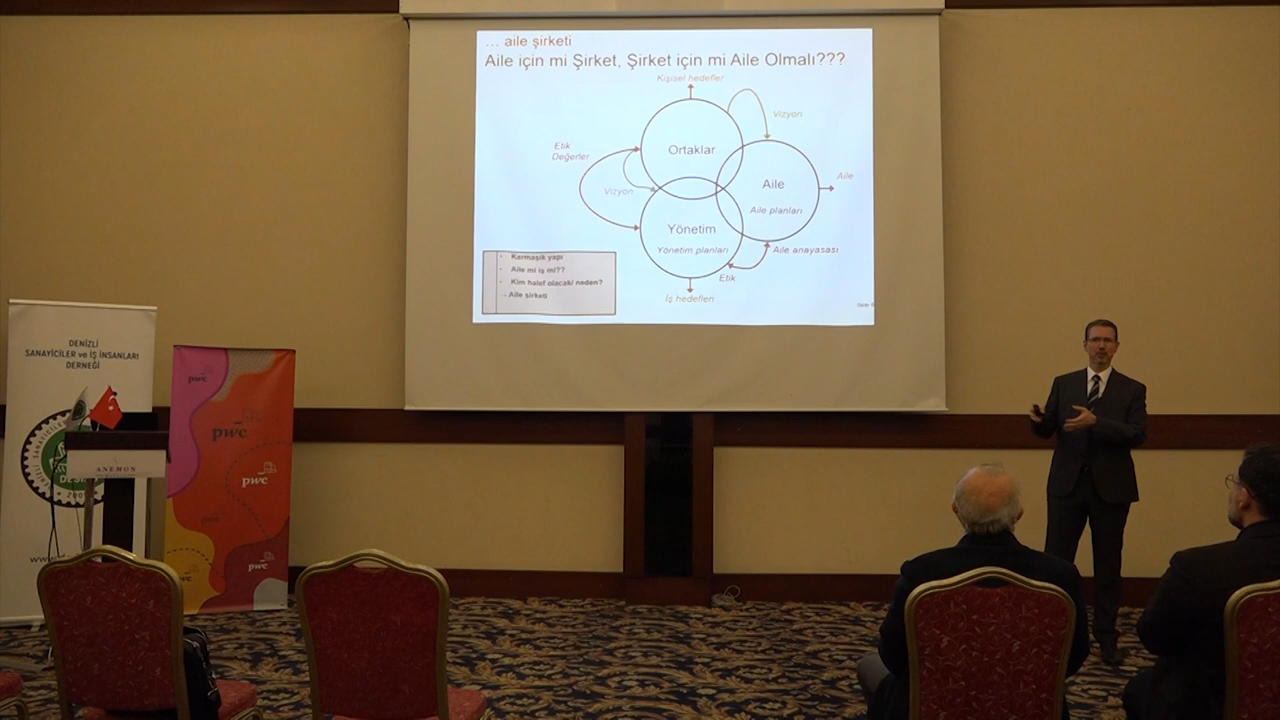 … aile şirketi
Aile için mi Şirket, Şirket için mi Aile Olmalı???
Kişisel hedefler
Vizyon
Etik
Değerler
Ortaklar
Vizyon
Aile
Aile
Aile planları
Yönetim
Yönetim planları
Aile anayasası
Etik
İş hedefleri
- Karmaşık yapı
- Aile mi iş mi??
- Kim halef olacak/ neden?
- Aile şirketi
DENİZLİ
SANAYİCİLER ve İŞ İNSANLARI
DERNEĞİ
ANEMON
pwc
pwc
pwc
pwc
pwc